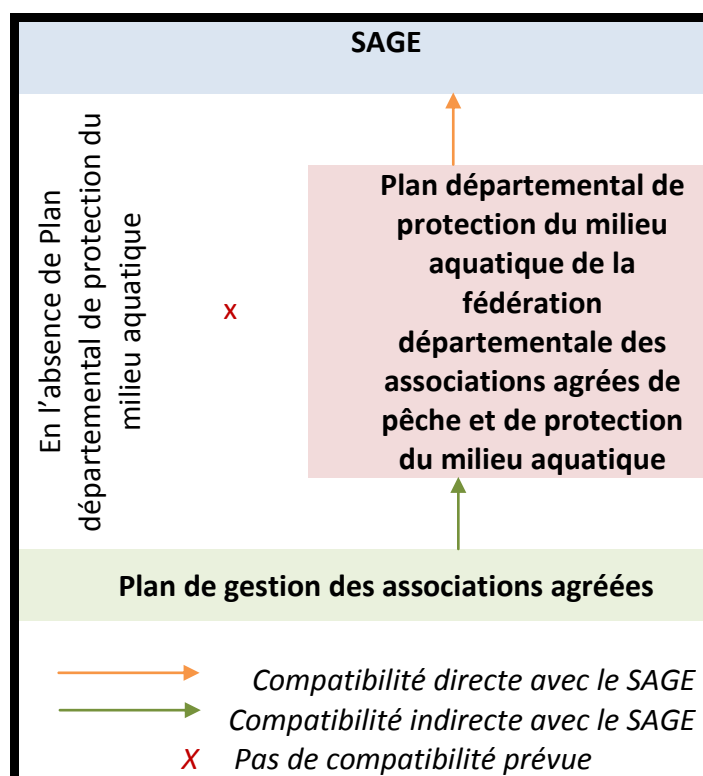 SAGE
En l'absence de Plan
départemental de protection du
milieu aquatique
x
Plan départemental de
protection du milieu
aquatique de la
fédération
départementale des
associations agrées de
pêche et de protection
du milieu aquatique
Plan de gestion des associations agréées
Compatibilité directe avec le SAGE
Compatibilité indirecte avec le SAGE
X Pas de compatibilité prévue